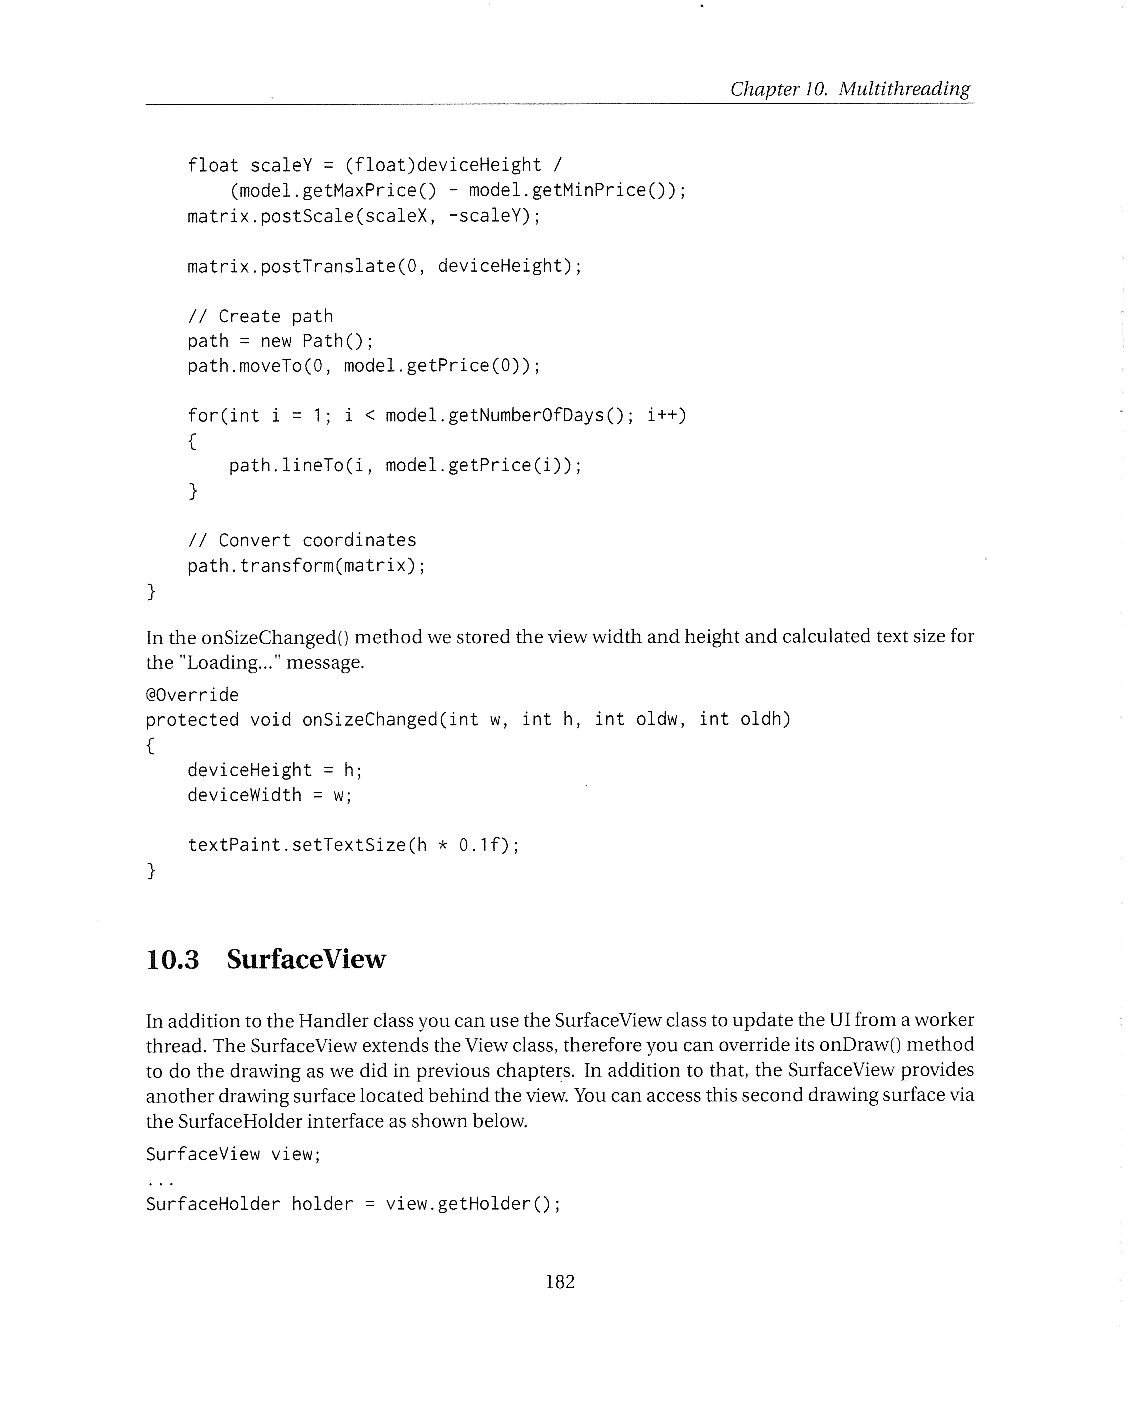 Chapter 10. Multithreading
float scaleY = (float)deviceHeight /
(model.getMaxPrice() - model.getMinPrice());
matrix.postScale(scaleX, -scaleY);
matrix.postTranslate(0, deviceHeight);
// Create path
path = new Path();
path.moveTo(0, model.getPrice(0));
for(int i = 1; i < model.getNumberOfDays(); i++)
{
path.lineTo(i, model.getPrice(i));
}
// Convert coordinates
path.transform(matrix);
}
In the onSizeChanged() method we stored the view width and height and calculated text size for
the "Loading..." message.
@Override
protected void onSizeChanged(int w, int h, int oldw, int oldh)
{
deviceHeight = h;
deviceWidth = w;
textPaint.setTextSize(h * 0.1f);
}
10.3 SurfaceView
In addition to the Handler class you can use the SurfaceView class to update the UI from a worker
thread. The SurfaceView extends the View class, therefore you can override its onDraw() method
to do the drawing as we did in previous chapters. In addition to that, the SurfaceView provides
another drawing surface located behind the view. You can access this second drawing surface via
the SurfaceHolder interface as shown below.
SurfaceView view;
...
SurfaceHolder holder = view.getHolder();
182